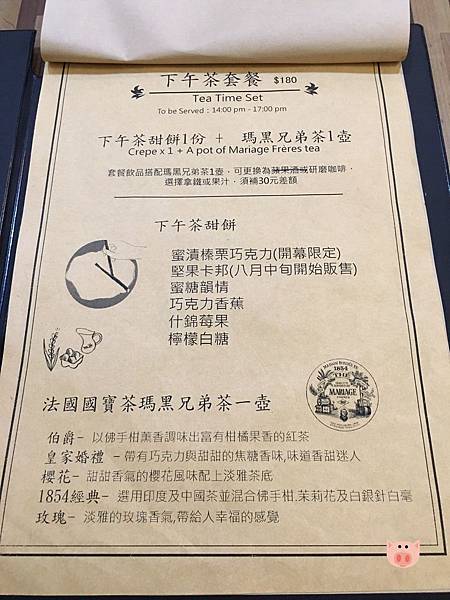 下午茶套餐 $180
Tea Time Set
To be Served：14:00 pm - 17:00 pm
下午茶甜餅1份 + 瑪黑兄弟茶1壺
Crepe x 1 + A pot of Mariage Frères tea
套餐飲品搭配瑪黑兄弟茶1壺，可更換為蘋果酒或研磨咖啡，
選擇拿鐵或果汁，須補30元差額
下午茶甜餅
蜜漬榛栗巧克力(開幕限定)
堅果卡邦(八月中旬開始販售)
蜜糖韻情
巧克力香蕉
什錦莓果
檸檬白糖
1854
THE
MARIAGE
法國國寶茶瑪黑兄弟茶一壺
伯爵- 以佛手柑薰香調味出富有柑橘果香的紅茶
皇家婚禮 -帶有巧克力與甜甜的焦糖香味,味道香甜迷人
櫻花- 甜甜香氣的櫻花風味配上淡雅茶底
1854經典- 選用印度及中國茶並混合佛手柑.茉莉花及白銀針白毫
玫瑰- 淡雅的玫瑰香氣,帶給人幸福的感覺